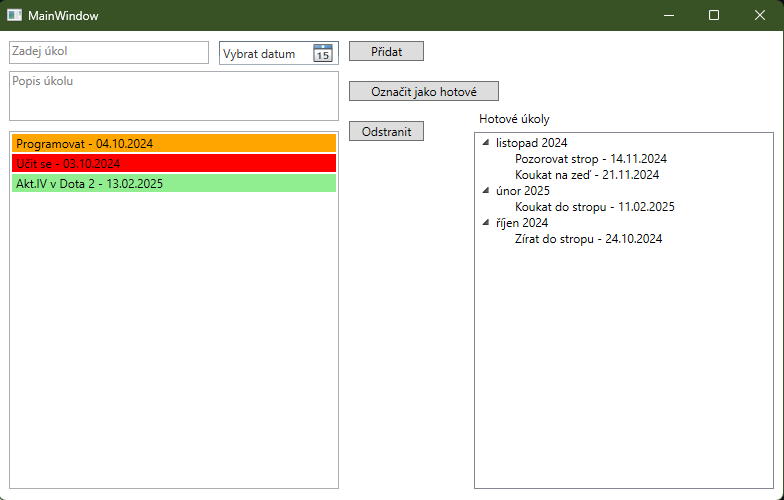 MainWindow
Zadej úkol
Vybrat datum
15
Přidat
Popis úkolu
Označit jako hotové
Odstranit
Hotové úkoly
Programovat - 04.10.2024
Učit se - 03.10.2024
Akt.IV v Dota 2 - 13.02.2025
listopad 2024
Pozorovat strop - 14.11.2024
Koukat na zeď - 21.11.2024
únor 2025
Koukat do stropu - 11.02.2025
říjen 2024
Zírat do stropu - 24.10.2024